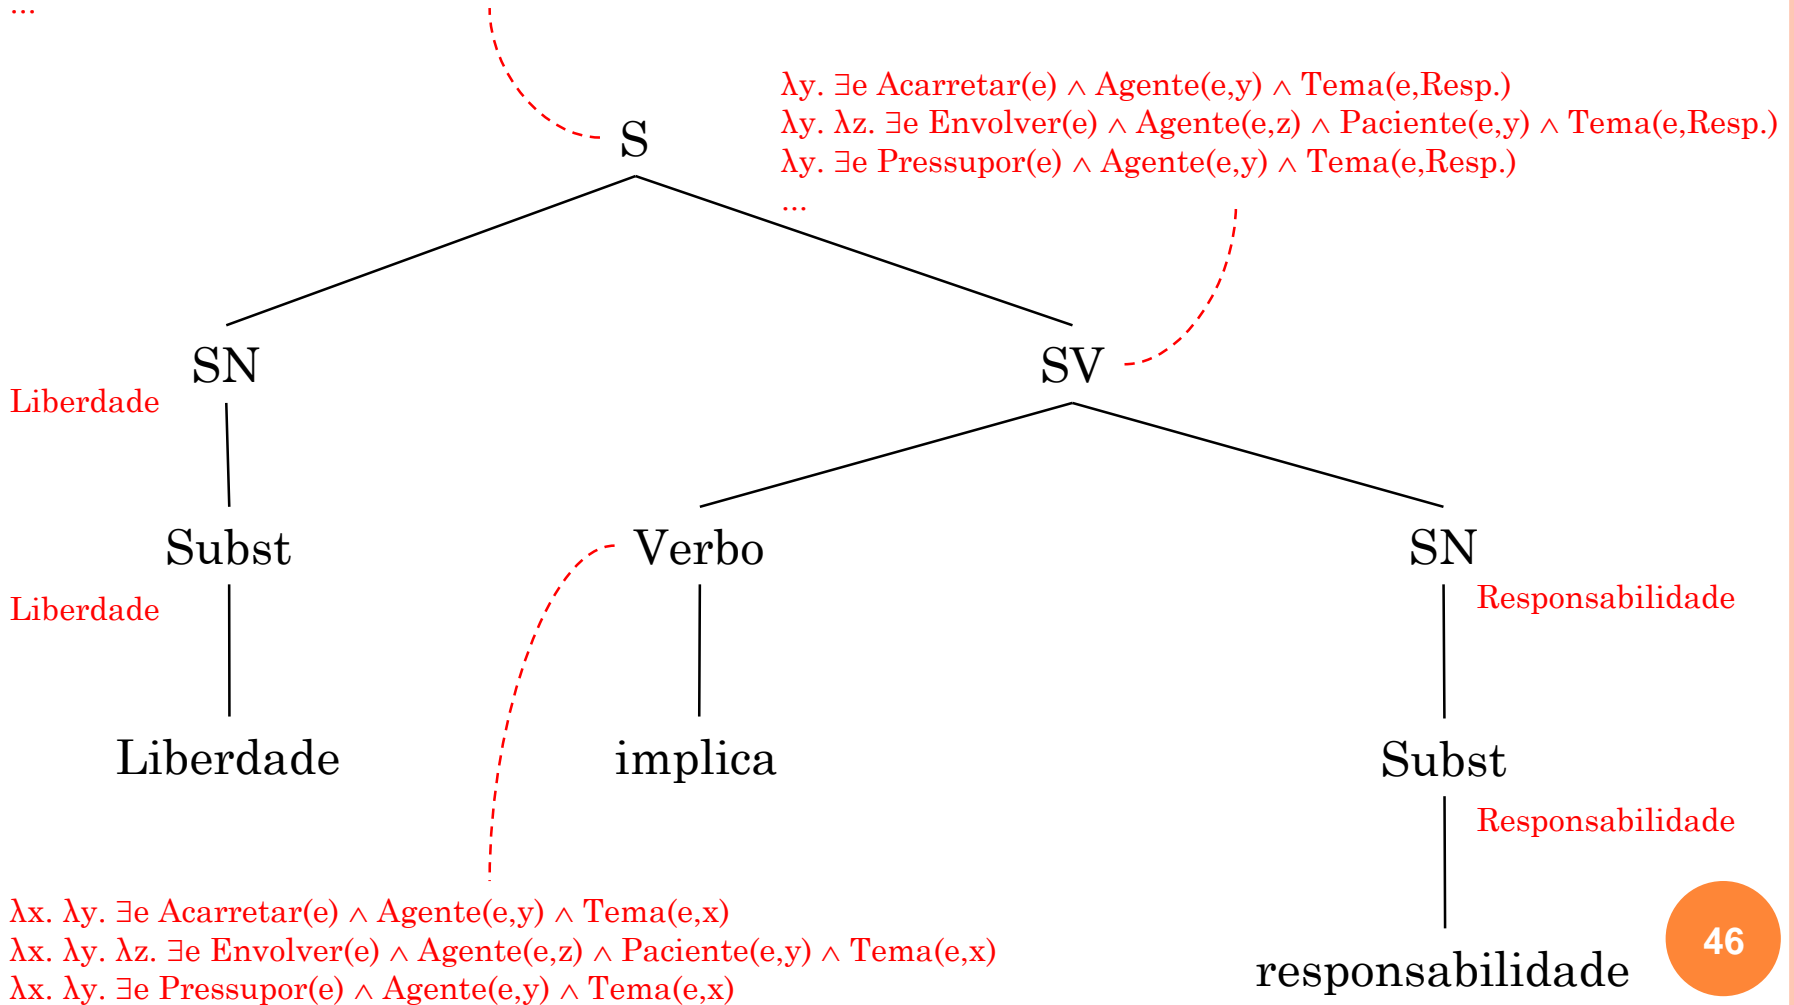 ...
λy. ∃e Acarretar(e) ∧ Agente(e,y) ∧ Tema(e,Resp.)
λy. λz. ∃e Envolver(e) ∧ Agente(e,z) ∧ Paciente(e,y) ∧ Tema(e,Resp.)
λy. ∃e Pressupor(e) ∧ Agente(e,y) ∧ Tema(e,Resp.)
...
S
SN
SV
Liberdade
Subst
Verbo
SN
Liberdade
Responsabilidade
Liberdade
implica
Subst
Responsabilidade
λx. λy. ∃e Acarretar(e) ∧ Agente(e,y) ∧ Tema(e,x)
λx. λy. λz. ∃e Envolver(e) ∧ Agente(e,z) ∧ Paciente(e,y) ∧ Tema(e,x)
λx. λy. ∃e Pressupor(e) ∧ Agente(e,y) ∧ Tema(e,x)
responsabilidade
46